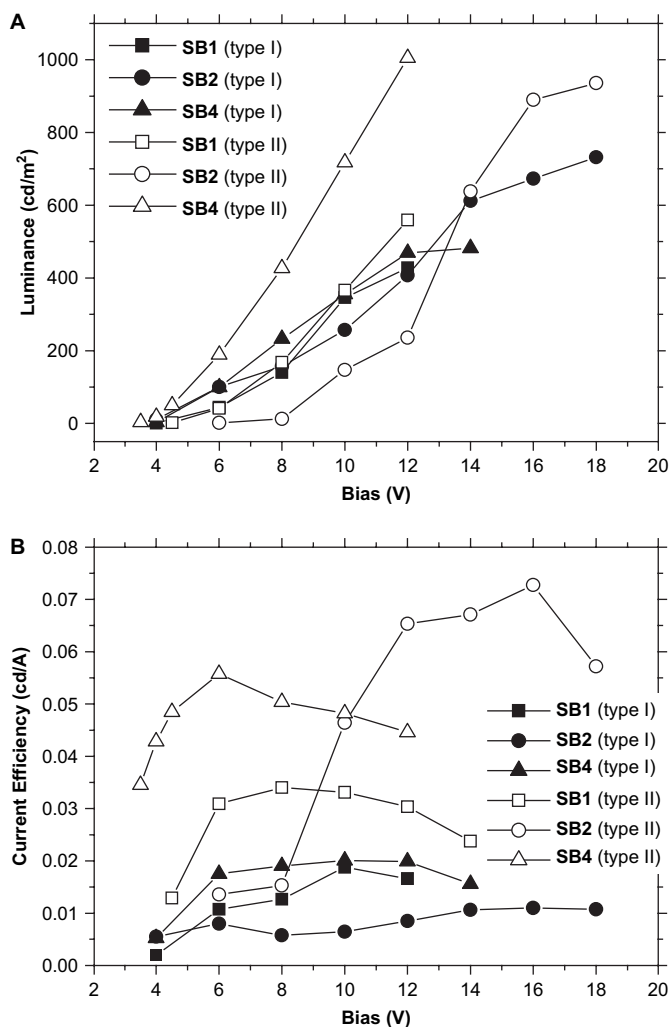 A
SB1 (type I)
SB2 (type I)
SB4 (type I)
SB1 (type II)
SB2 (type II)
SB4 (type II)
1000
800
600
400
200
0
Luminance (cd/m²)
2 4 6 8 10 12 14 16 18 20
Bias (V)
B
0.08
0.07
0.06
0.05
0.04
0.03
0.02
0.01
0.00
Current Efficiency (cd/A)
SB1 (type I)
SB2 (type I)
SB4 (type I)
SB1 (type II)
SB2 (type II)
SB4 (type II)
2 4 6 8 10 12 14 16 18 20
Bias (V)